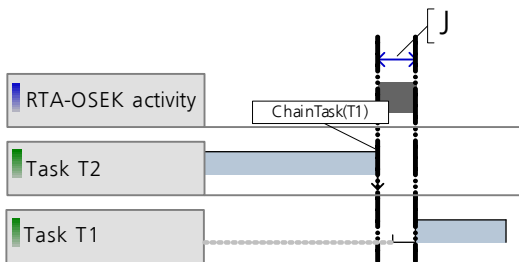 J
RTA-OSEK activity
ChainTask(T1)
Task T2
Task T1